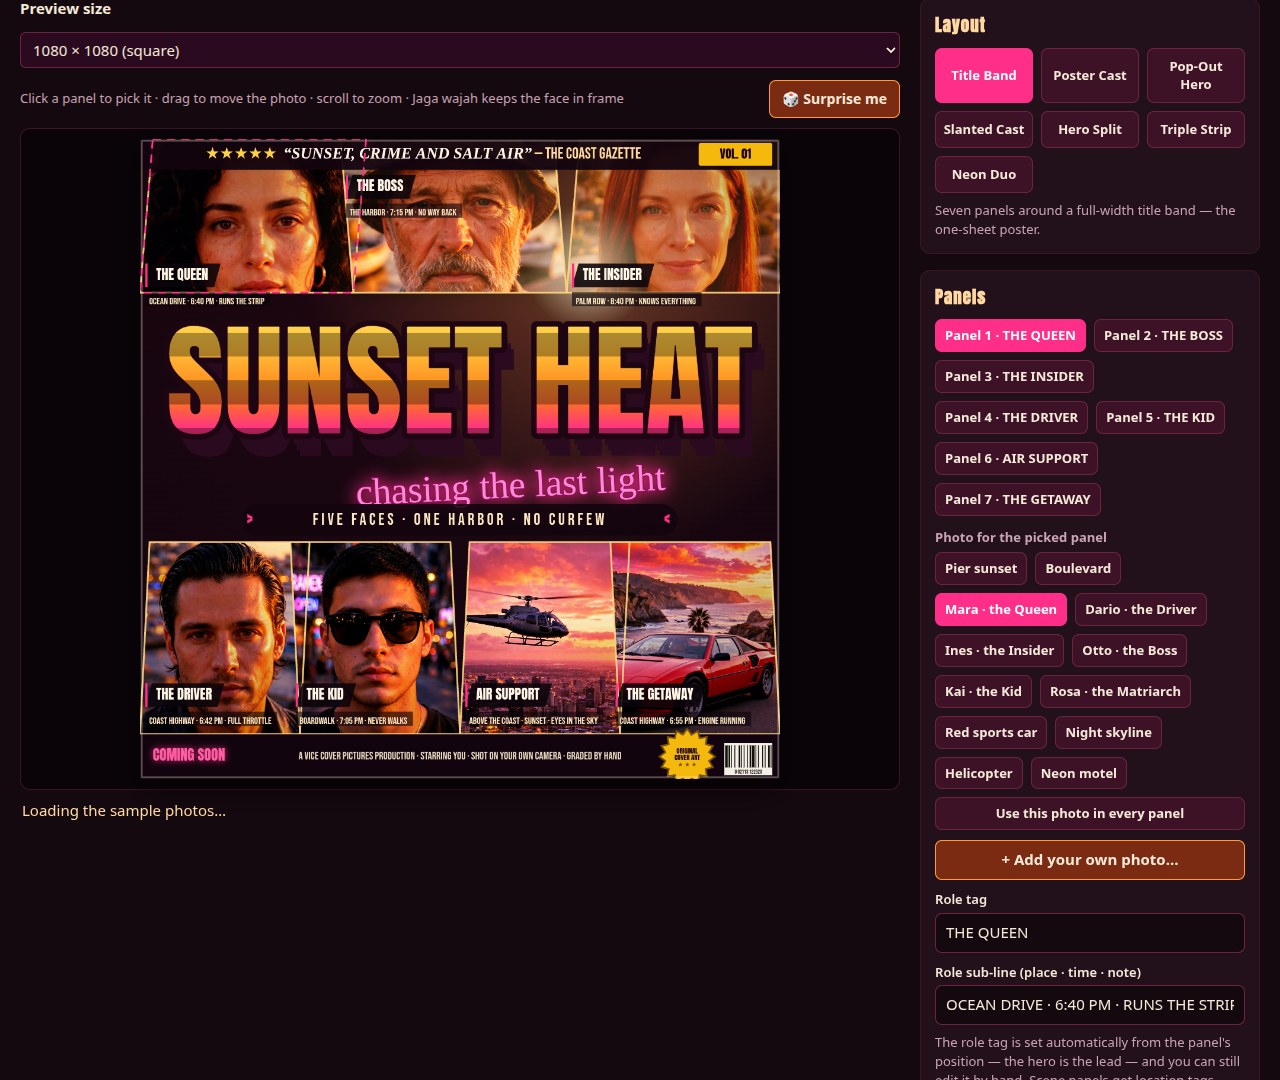 Preview size
1080 × 1080 (square)
Click a panel to pick it · drag to move the photo · scroll to zoom · Jaga wajah keeps the face in frame
🎲 Surprise me
★★★★★ “SUNSET, CRIME AND SALT AIR” — THE COAST GAZETTE
VOL. 01
THE BOSS
THE HARBOR · 7:15 PM · NO WAY BACK
THE QUEEN
OCEAN DRIVE · 6:40 PM · RUNS THE STRIP
THE INSIDER
PALM ROW · 8:40 PM · KNOWS EVERYTHING
SUNSET HEAT
chasing the last light
FIVE FACES · ONE HARBOR · NO CURFEW
THE DRIVER
COAST HIGHWAY · 6:42 PM · FULL THROTTLE
THE KID
BOARDWALK · 7:05 PM · NEVER WALKS
AIR SUPPORT
ABOVE THE COAST · SUNSET · EYES IN THE SKY
THE GETAWAY
COAST HIGHWAY · 6:55 PM · ENGINE RUNNING
OPEN
COMING SOON
A VICE COVER PICTURES PRODUCTION · STARRING YOU · SHOT ON YOUR OWN CAMERA · GRADED BY HAND
ORIGINAL
COVER ART
★ ★ ★
Loading the sample photos…
Layout
Title Band
Poster Cast
Pop-Out
Hero
Slanted Cast
Hero Split
Triple Strip
Neon Duo
Seven panels around a full-width title band — the
one-sheet poster.
Panels
Panel 1 · THE QUEEN
Panel 2 · THE BOSS
Panel 3 · THE INSIDER
Panel 4 · THE DRIVER
Panel 5 · THE KID
Panel 6 · AIR SUPPORT
Panel 7 · THE GETAWAY
Photo for the picked panel
Pier sunset
Boulevard
Mara · the Queen
Dario · the Driver
Ines · the Insider
Otto · the Boss
Kai · the Kid
Rosa · the Matriarch
Red sports car
Night skyline
Helicopter
Neon motel
Use this photo in every panel
+ Add your own photo…
Role tag
THE QUEEN
Role sub-line (place · time · note)
OCEAN DRIVE · 6:40 PM · RUNS THE STRIP
The role tag is set automatically from the panel's
position — the hero is the lead — and you can still
edit it by hand. Scene panels get location tags